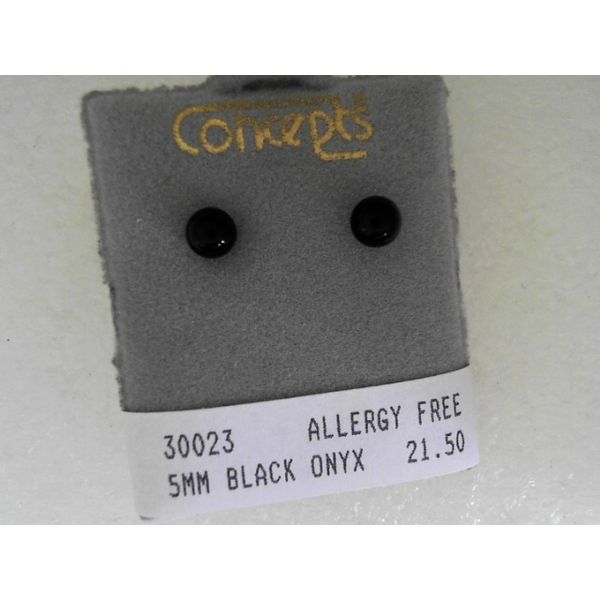 Concepts
30023 ALLERGY FREE
5MM BLACK ONYX 21.50